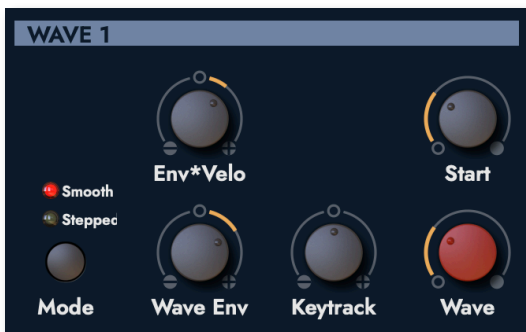 WAVE 1
Env*Velo
Start
Smooth
Stepped
Mode
Wave Env
Keytrack
Wave